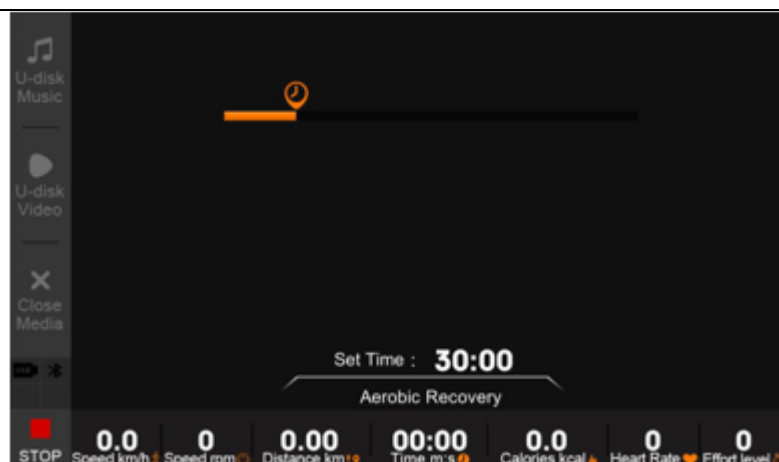 U-disk
Music
U-disk
Video
Close
Media
USB
Set Time : 30:00
Aerobic Recovery
STOP
0.0 0 0.00 00:00 0.0 0 0
Speed km/h Speed rpm Distance km Time m:s Calories kcal Heart Rate Effort level